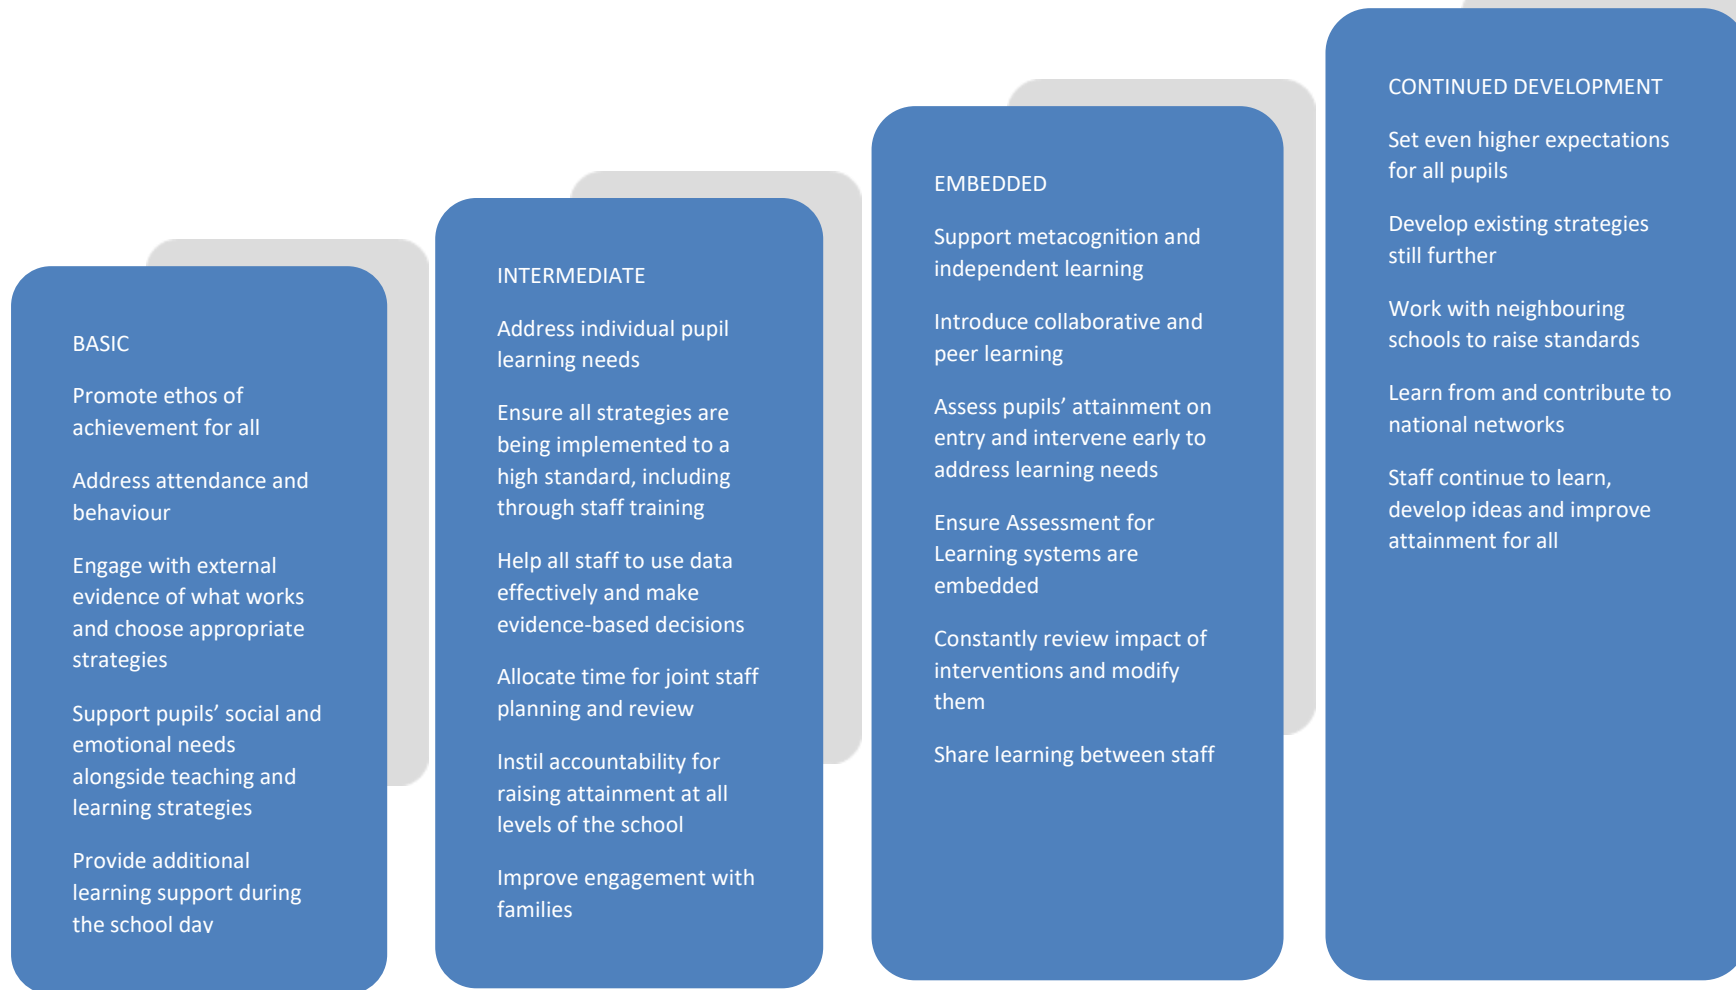 BASIC
Promote ethos of
achievement for all
Address attendance and
behaviour
Engage with external
evidence of what works
and choose appropriate
strategies
Support pupils’ social and
emotional needs
alongside teaching and
learning strategies
Provide additional
learning support during
the school day
INTERMEDIATE
Address individual pupil
learning needs
Ensure all strategies are
being implemented to a
high standard, including
through staff training
Help all staff to use data
effectively and make
evidence-based decisions
Allocate time for joint staff
planning and review
Instil accountability for
raising attainment at all
levels of the school
Improve engagement with
families
EMBEDDED
Support metacognition and
independent learning
Introduce collaborative and
peer learning
Assess pupils’ attainment on
entry and intervene early to
address learning needs
Ensure Assessment for
Learning systems are
embedded
Constantly review impact of
interventions and modify
them
Share learning between staff
CONTINUED DEVELOPMENT
Set even higher expectations
for all pupils
Develop existing strategies
still further
Work with neighbouring
schools to raise standards
Learn from and contribute to
national networks
Staff continue to learn,
develop ideas and improve
attainment for all